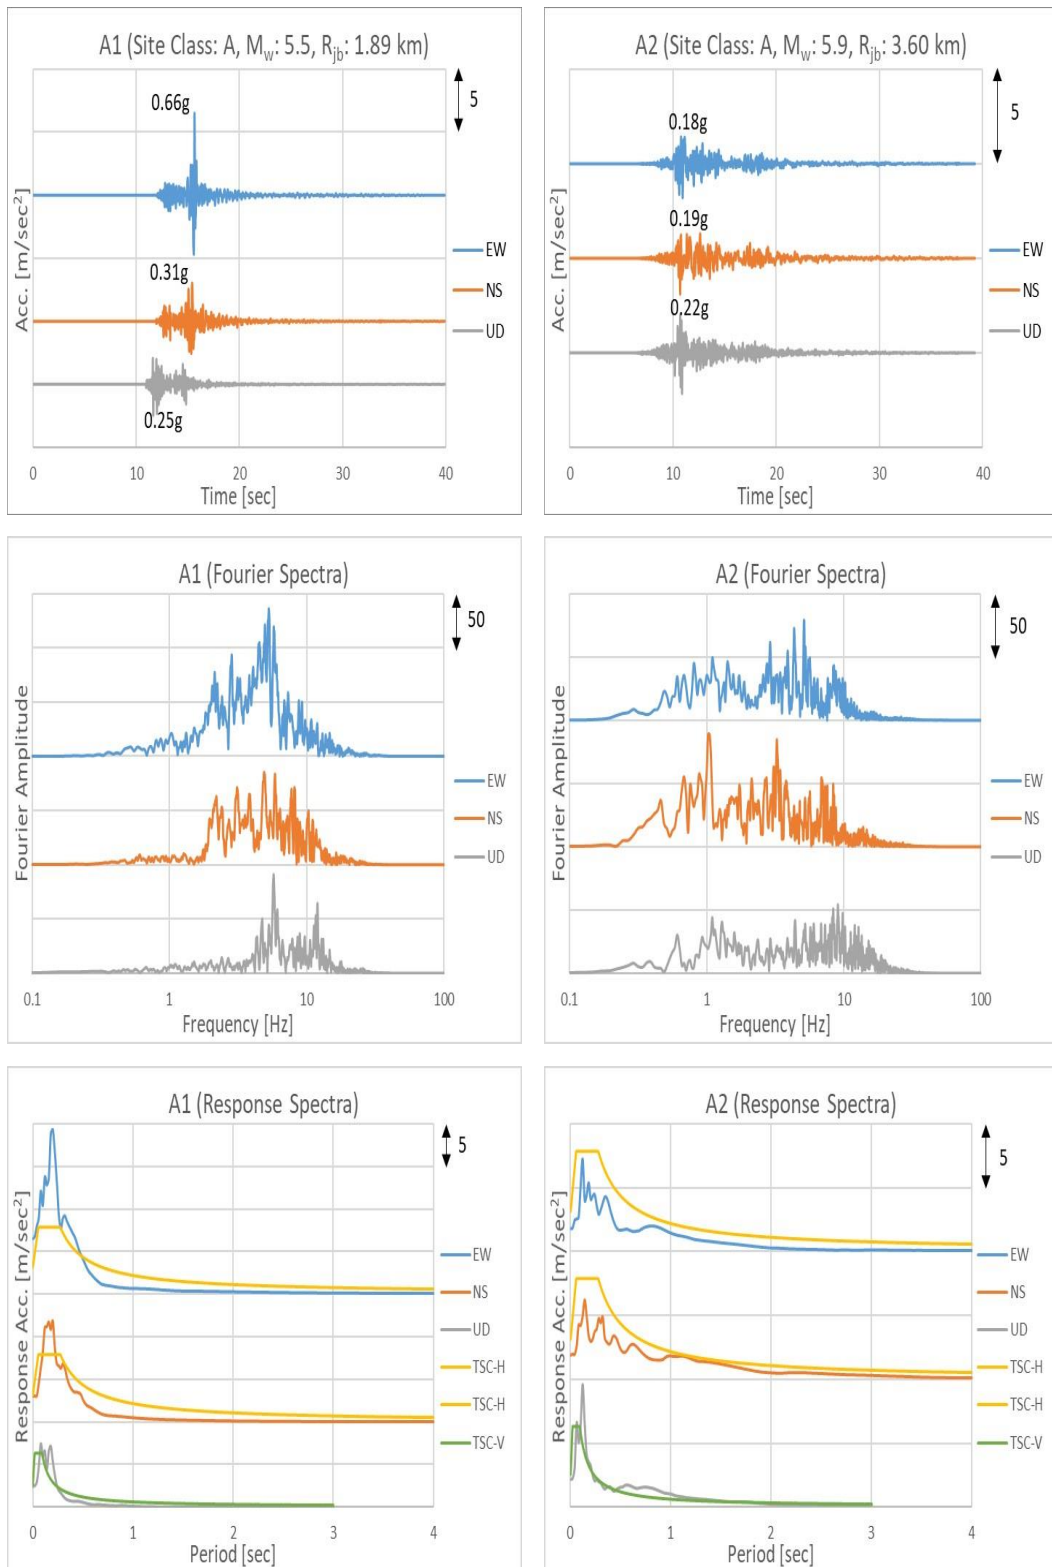 A1 (Site Class: A, Mw: 5.5, Rjb: 1.89 km)
5
0.66g
0.31g
0.25g
Acc. [m/sec²]
EW
NS
UD
0 10 20 30 40
Time [sec]
A2 (Site Class: A, Mw: 5.9, Rjb: 3.60 km)
5
0.18g
0.19g
0.22g
Acc. [m/sec²]
EW
NS
UD
0 10 20 30 40
Time [sec]
A1 (Fourier Spectra)
50
Fourier Amplitude
EW
NS
UD
0.1 1 10 100
Frequency [Hz]
A2 (Fourier Spectra)
50
Fourier Amplitude
EW
NS
UD
0.1 1 10 100
Frequency [Hz]
A1 (Response Spectra)
5
Response Acc. [m/sec²]
EW
NS
UD
TSC-H
TSC-H
TSC-V
0 1 2 3 4
Period [sec]
A2 (Response Spectra)
5
Response Acc. [m/sec²]
EW
NS
UD
TSC-H
TSC-H
TSC-V
0 1 2 3 4
Period [sec]